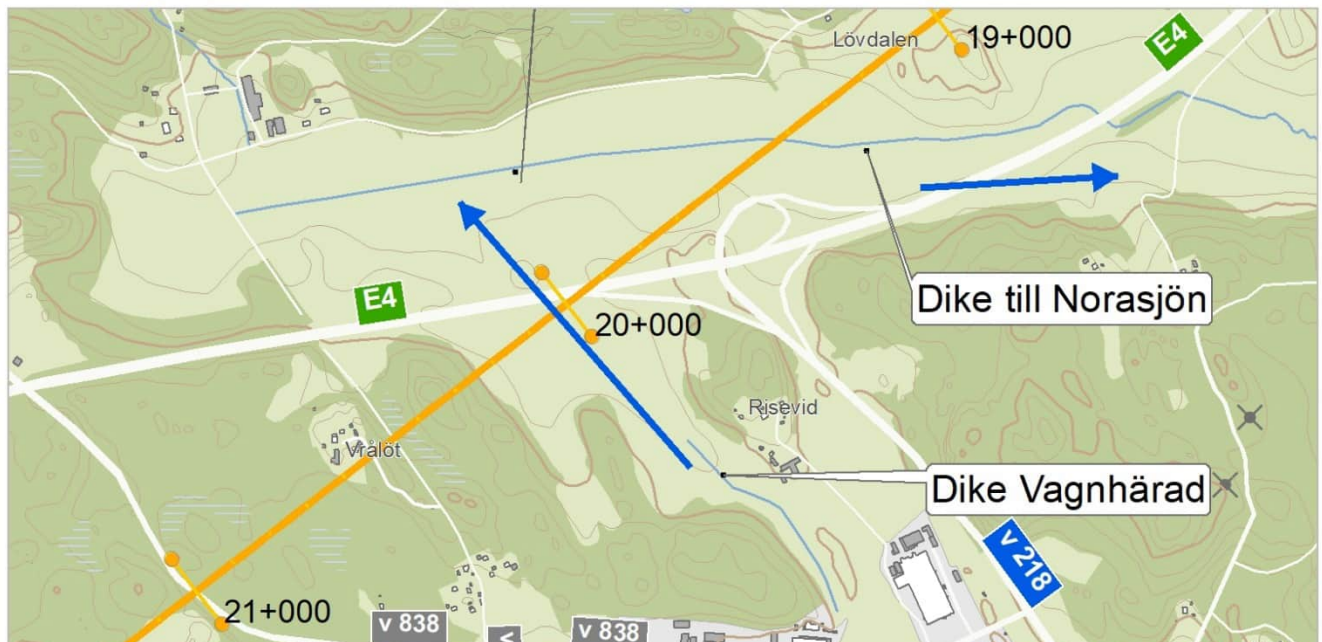 Lövdalen
19+000
E4
Dike till Norasjön
E4
20+000
Risevid
Vrålöt
Dike Vagnhärad
v 218
21+000
v 838
v 838